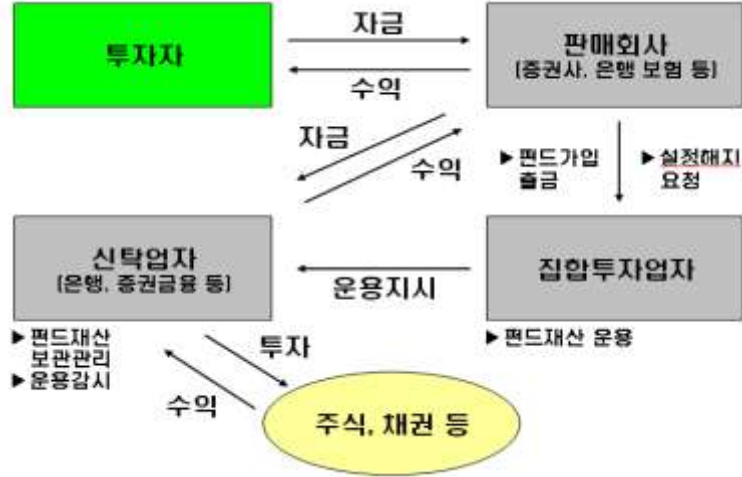 투자자
자금
수익
판매회사
(증권사, 은행 보험 등)
자금
수익
▶ 펀드가입
출금
▶ 설정해지
요청
신탁업자
(은행, 증권금융 등)
운용지시
집합투자업자
▶ 펀드재산
보관관리
▶ 운용감시
투자
수익
▶ 펀드재산 운용
주식, 채권 등